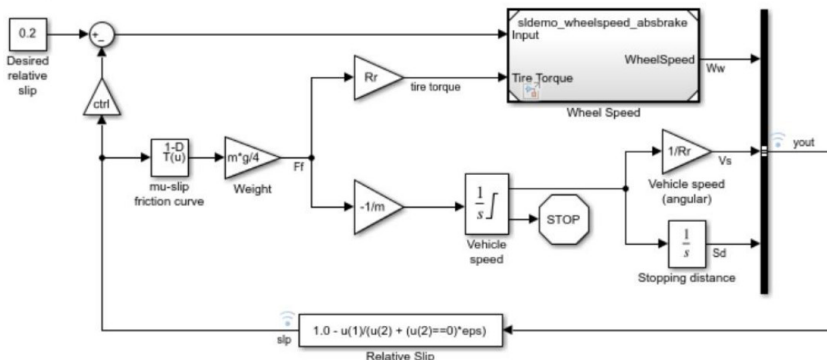 0.2
Desired
relative
slip
+
−
ctrl
sldemo_wheelspeed_absbrake
Input
WheelSpeed
Tire Torque
Wheel Speed
Ww
Rr
tire torque
1-D
T(u)
mu-slip
friction curve
m*g/4
Weight
Ff
-1/m
1
s
Vehicle
speed
STOP
1/Rr
Vs
Vehicle speed
(angular)
1
s
Sd
Stopping distance
yout
1.0 - u(1)/(u(2) + (u(2)==0)*eps)
slp
Relative Slip